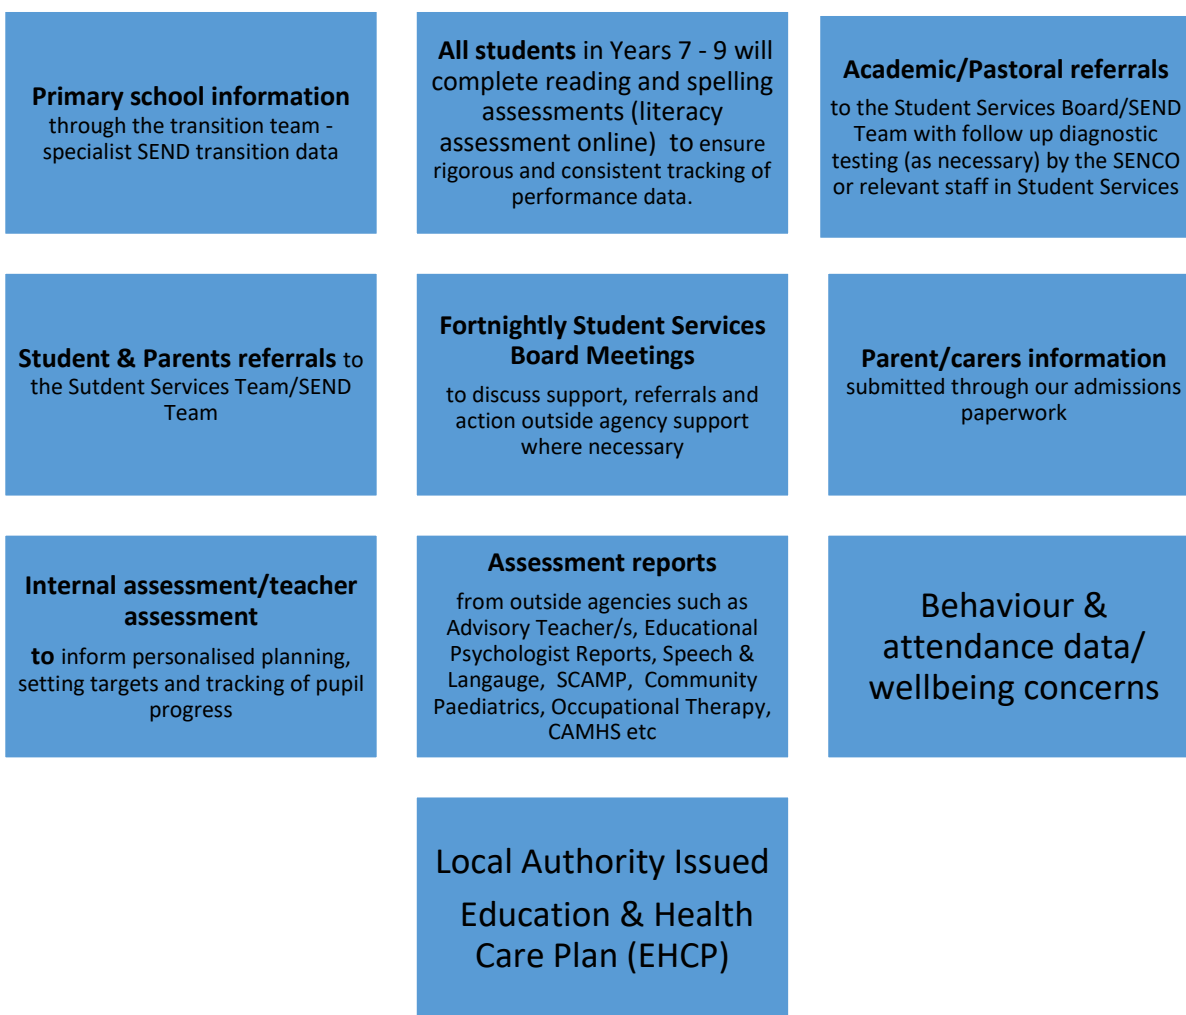 Primary school information
through the transition team -
specialist SEND transition data
All students in Years 7 - 9 will
complete reading and spelling
assessments (literacy
assessment online) to ensure
rigorous and consistent tracking of
performance data.
Academic/Pastoral referrals
to the Student Services Board/SEND
Team with follow up diagnostic
testing (as necessary) by the SENCO
or relevant staff in Student Services
Student & Parents referrals to
the Sutdent Services Team/SEND
Team
Fortnightly Student Services
Board Meetings
to discuss support, referrals and
action outside agency support
where necessary
Parent/carers information
submitted through our admissions
paperwork
Internal assessment/teacher
assessment
to inform personalised planning,
setting targets and tracking of pupil
progress
Assessment reports
from outside agencies such as
Advisory Teacher/s, Educational
Psychologist Reports, Speech &
Langauge, SCAMP, Community
Paediatrics, Occupational Therapy,
CAMHS etc
Behaviour &
attendance data/
wellbeing concerns
Local Authority Issued
Education & Health
Care Plan (EHCP)